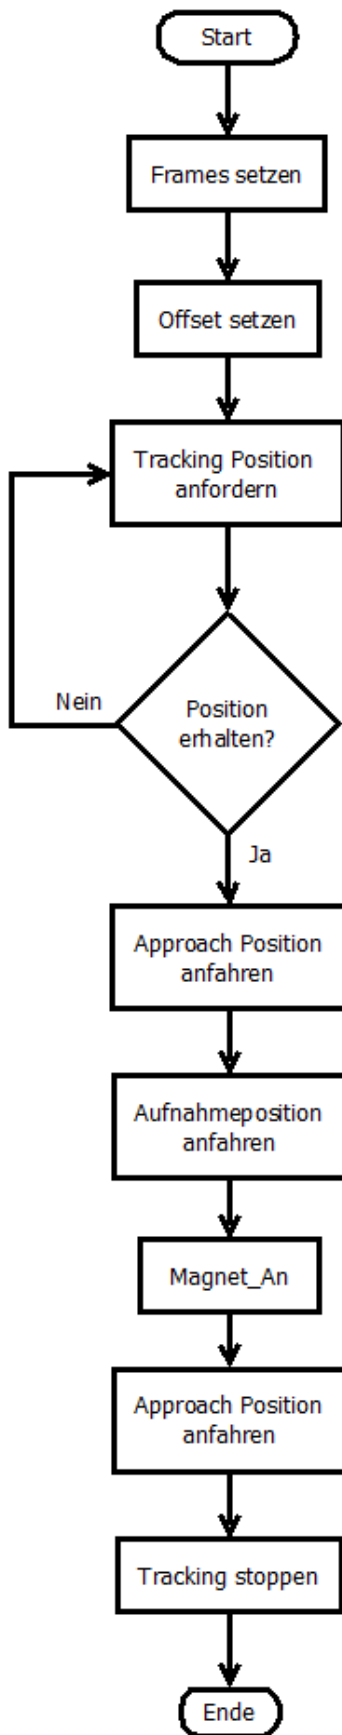 Start
Frames setzen
Offset setzen
Tracking Position
anfordern
Nein
Position
erhalten?
Ja
Approach Position
anfahren
Aufnahmeposition
anfahren
Magnet_An
Approach Position
anfahren
Tracking stoppen
Ende